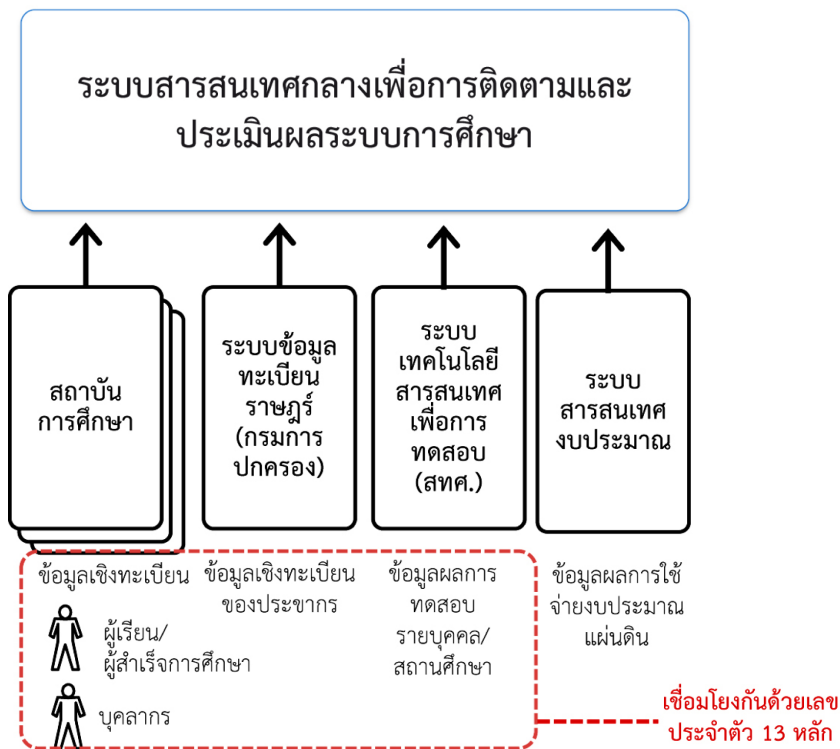 ระบบสารสนเทศกลางเพื่อการติดตามและ
ประเมินผลระบบการศึกษา
สถาบัน
การศึกษา
ระบบข้อมูล
ทะเบียน
ราษฎร์
(กรมการ
ปกครอง)
ระบบ
เทคโนโลยี
สารสนเทศ
เพื่อการ
ทดสอบ
(สทศ.)
ระบบ
สารสนเทศ
งบประมาณ
ข้อมูลเชิงทะเบียน
ผู้เรียน/
ผู้สำเร็จการศึกษา
บุคลากร
ข้อมูลเชิงทะเบียน
ของประขากร
ข้อมูลผลการ
ทดสอบ
รายบุคคล/
สถานศึกษา
ข้อมูลผลการใช้
จ่ายงบประมาณ
แผ่นดิน
เชื่อมโยงกันด้วยเลข
ประจำตัว 13 หลัก